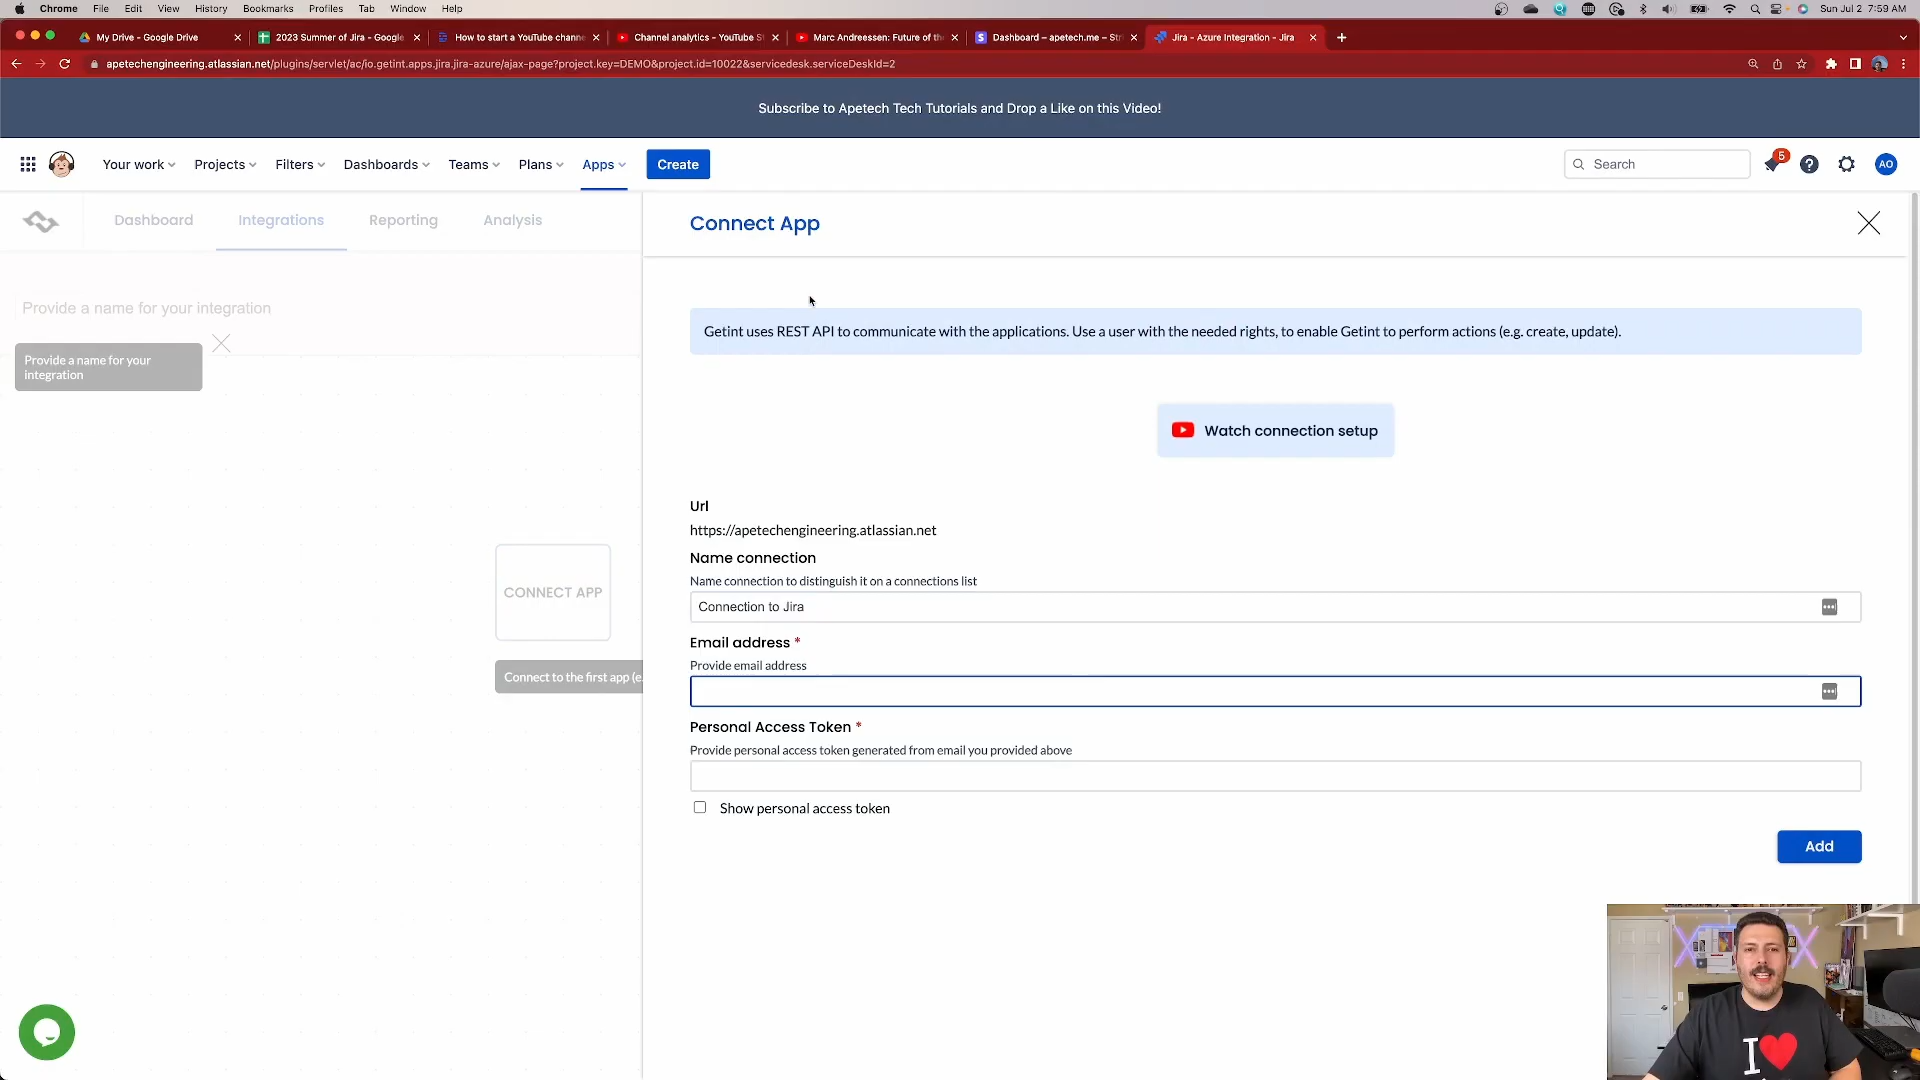 Chrome File Edit View History Bookmarks Profiles Tab Window Help Sun Jul 2 7:59 AM
My Drive - Google Drive
2023 Summer of Jira - Google
How to start a YouTube channe
Channel analytics - YouTube S
Marc Andreessen: Future of th
Dashboard – apetech.me – Str
Jira - Azure Integration - Jira
apetechengineering.atlassian.net/plugins/servlet/ac/io.getint.apps.jira.jira-azure/ajax-page?project.key=DEMO&project.id=10022&servicedesk.serviceDeskId=2
Subscribe to Apetech Tech Tutorials and Drop a Like on this Video!
Your work Projects Filters Dashboards Teams Plans Apps Create Search 5 AO
Dashboard Integrations Reporting Analysis
Provide a name for your integration
Provide a name for your
integration
CONNECT APP
Connect to the first app (e.
Connect App
Getint uses REST API to communicate with the applications. Use a user with the needed rights, to enable Getint to perform actions (e.g. create, update).
Watch connection setup
Url
https://apetechengineering.atlassian.net
Name connection
Name connection to distinguish it on a connections list
Connection to Jira
Email address *
Provide email address
Personal Access Token *
Provide personal access token generated from email you provided above
Show personal access token
Add
I